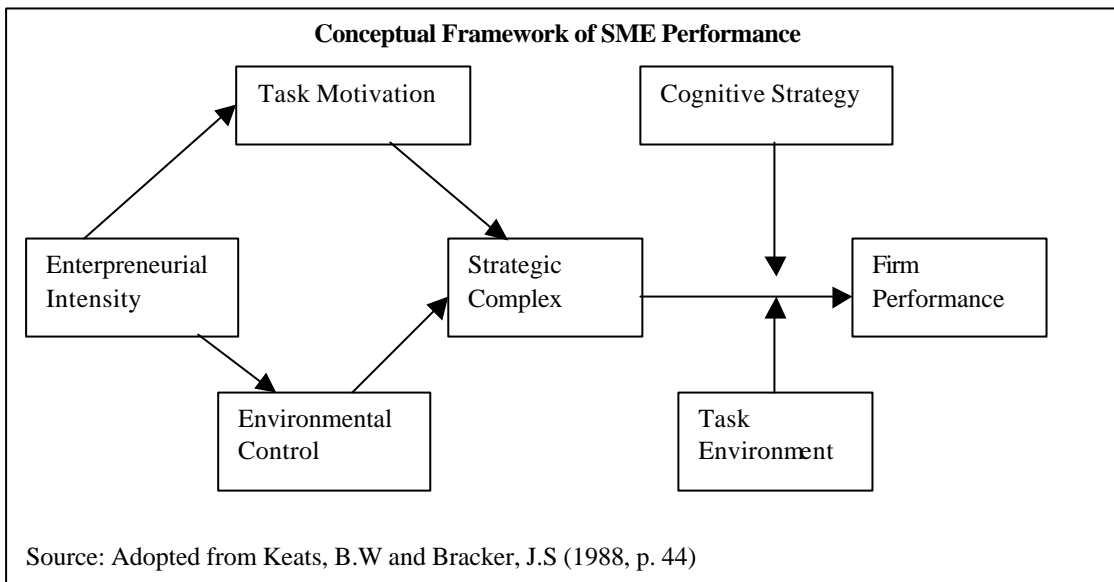 Conceptual Framework of SME Performance
Task Motivation
Cognitive Strategy
Enterpreneurial
Intensity
Strategic
Complex
Firm
Performance
Environmental
Control
Task
Environment
Source: Adopted from Keats, B.W and Bracker, J.S (1988, p. 44)